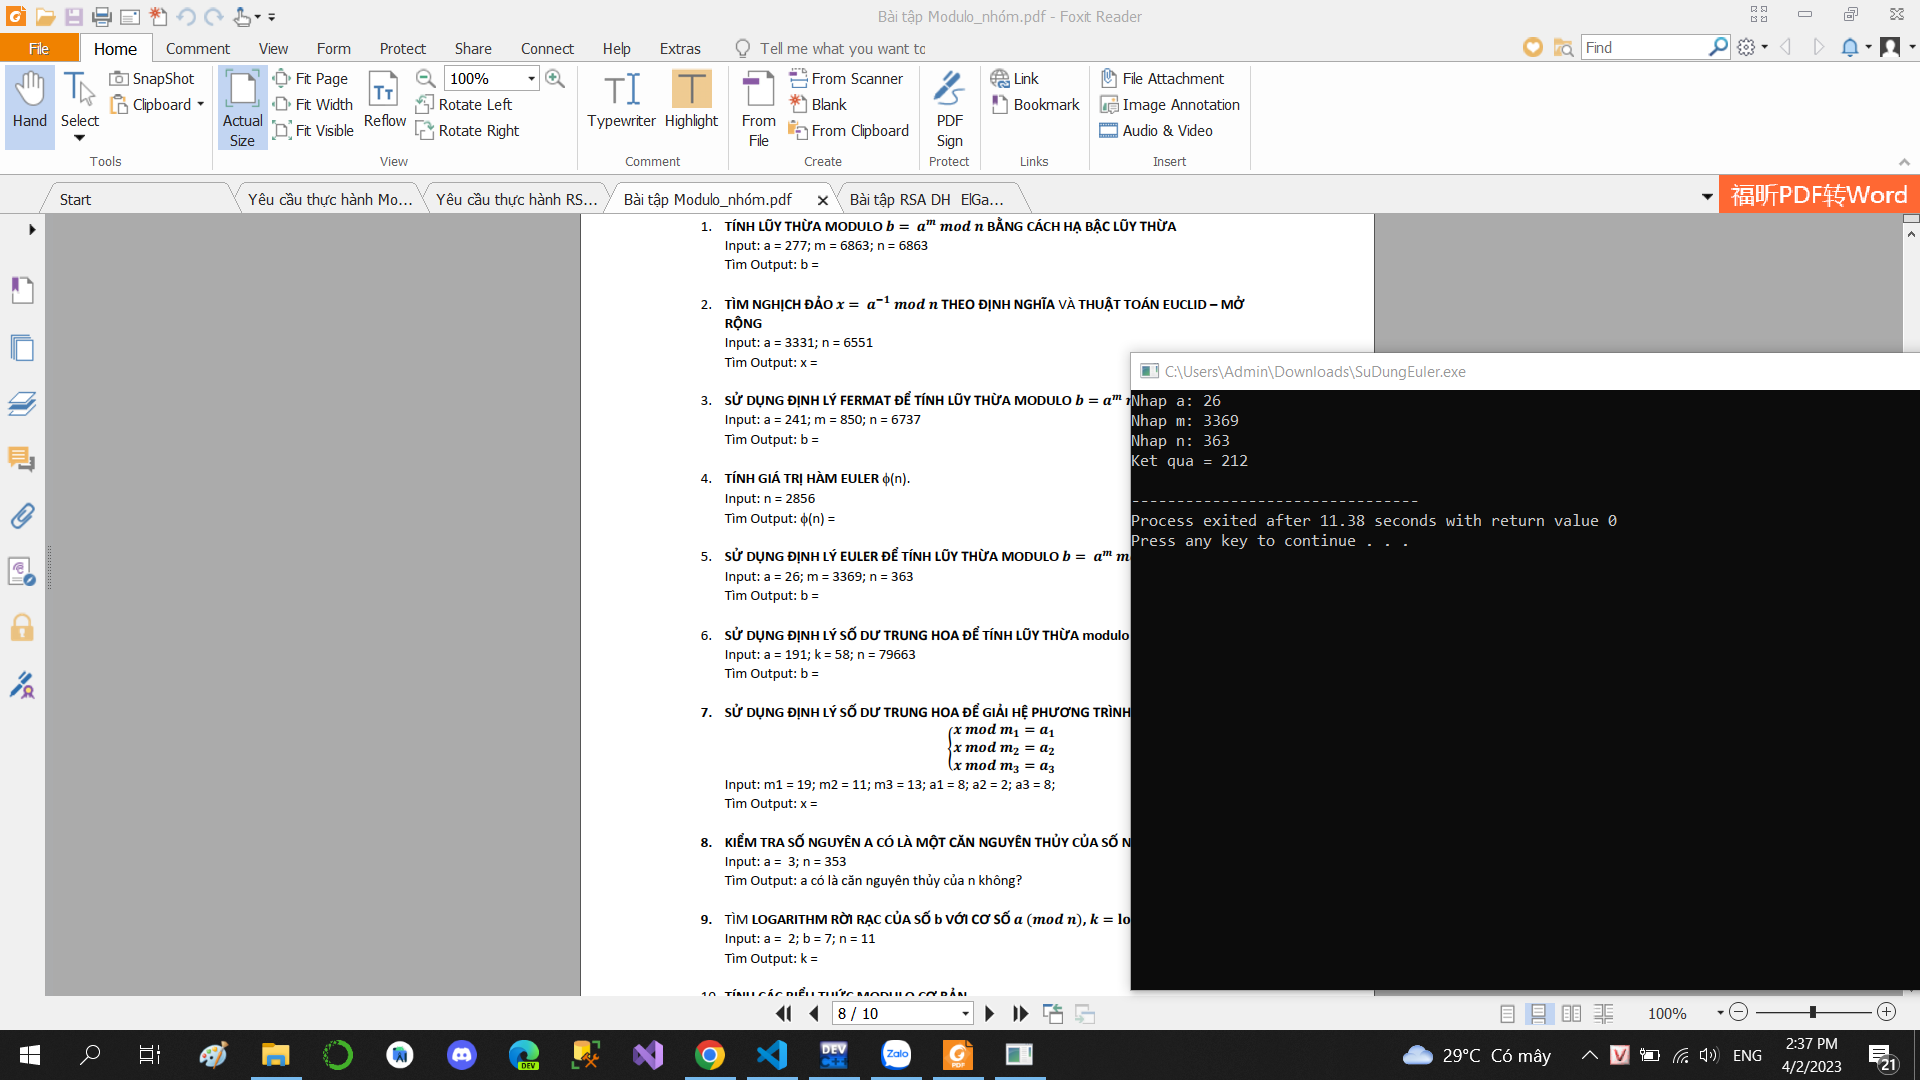 Bài tập Modulo_nhóm.pdf - Foxit Reader
File
Home
Comment
View
Form
Protect
Share
Connect
Help
Extras
Tell me what you want to
Find
Hand
Select
SnapShot
Clipboard
Tools
Actual Size
Fit Page
Fit Width
Fit Visible
Reflow
100%
Rotate Left
Rotate Right
View
Typewriter
Highlight
Comment
From File
From Scanner
Blank
From Clipboard
Create
PDF Sign
Protect
Link
Bookmark
Links
File Attachment
Image Annotation
Audio & Video
Insert
Start
Yêu cầu thực hành Mo...
Yêu cầu thực hành RS...
Bài tập Modulo_nhóm.pdf
Bài tập RSA DH ElGa...
福昕PDF转Word
1. TÍNH LŨY THỪA MODULO b = a^m mod n BẰNG CÁCH HẠ BẬC LŨY THỪA
Input: a = 277; m = 6863; n = 6863
Tìm Output: b =
2. TÌM NGHỊCH ĐẢO x = a^−1 mod n THEO ĐỊNH NGHĨA VÀ THUẬT TOÁN EUCLID – MỞ
RỘNG
Input: a = 3331; n = 6551
Tìm Output: x =
3. SỬ DỤNG ĐỊNH LÝ FERMAT ĐỂ TÍNH LŨY THỪA MODULO b = a^m
Input: a = 241; m = 850; n = 6737
Tìm Output: b =
4. TÍNH GIÁ TRỊ HÀM EULER ϕ(n).
Input: n = 2856
Tìm Output: ϕ(n) =
5. SỬ DỤNG ĐỊNH LÝ EULER ĐỂ TÍNH LŨY THỪA MODULO b = a^m m
Input: a = 26; m = 3369; n = 363
Tìm Output: b =
6. SỬ DỤNG ĐỊNH LÝ SỐ DƯ TRUNG HOA ĐỂ TÍNH LŨY THỪA modulo
Input: a = 191; k = 58; n = 79663
Tìm Output: b =
7. SỬ DỤNG ĐỊNH LÝ SỐ DƯ TRUNG HOA ĐỂ GIẢI HỆ PHƯƠNG TRÌNH
x mod m₁ = a₁
x mod m₂ = a₂
x mod m₃ = a₃
Input: m1 = 19; m2 = 11; m3 = 13; a1 = 8; a2 = 2; a3 = 8;
Tìm Output: x =
8. KIỂM TRA SỐ NGUYÊN A CÓ LÀ MỘT CĂN NGUYÊN THỦY CỦA SỐ N
Input: a = 3; n = 353
Tìm Output: a có là căn nguyên thủy của n không?
9. TÌM LOGARITHM RỜI RẠC CỦA SỐ b VỚI CƠ SỐ a (mod n), k = lo
Input: a = 2; b = 7; n = 11
Tìm Output: k =
10. TÍNH CÁC BIỂU THỨC MODULO CƠ BẢN
C:\Users\Admin\Downloads\SuDungEuler.exe
Nhap a: 26
Nhap m: 3369
Nhap n: 363
Ket qua = 212
--------------------------------
Process exited after 11.38 seconds with return value 0
Press any key to continue . . .
8 / 10
100%
29°C Có mây
ENG
2:37 PM
4/2/2023
21